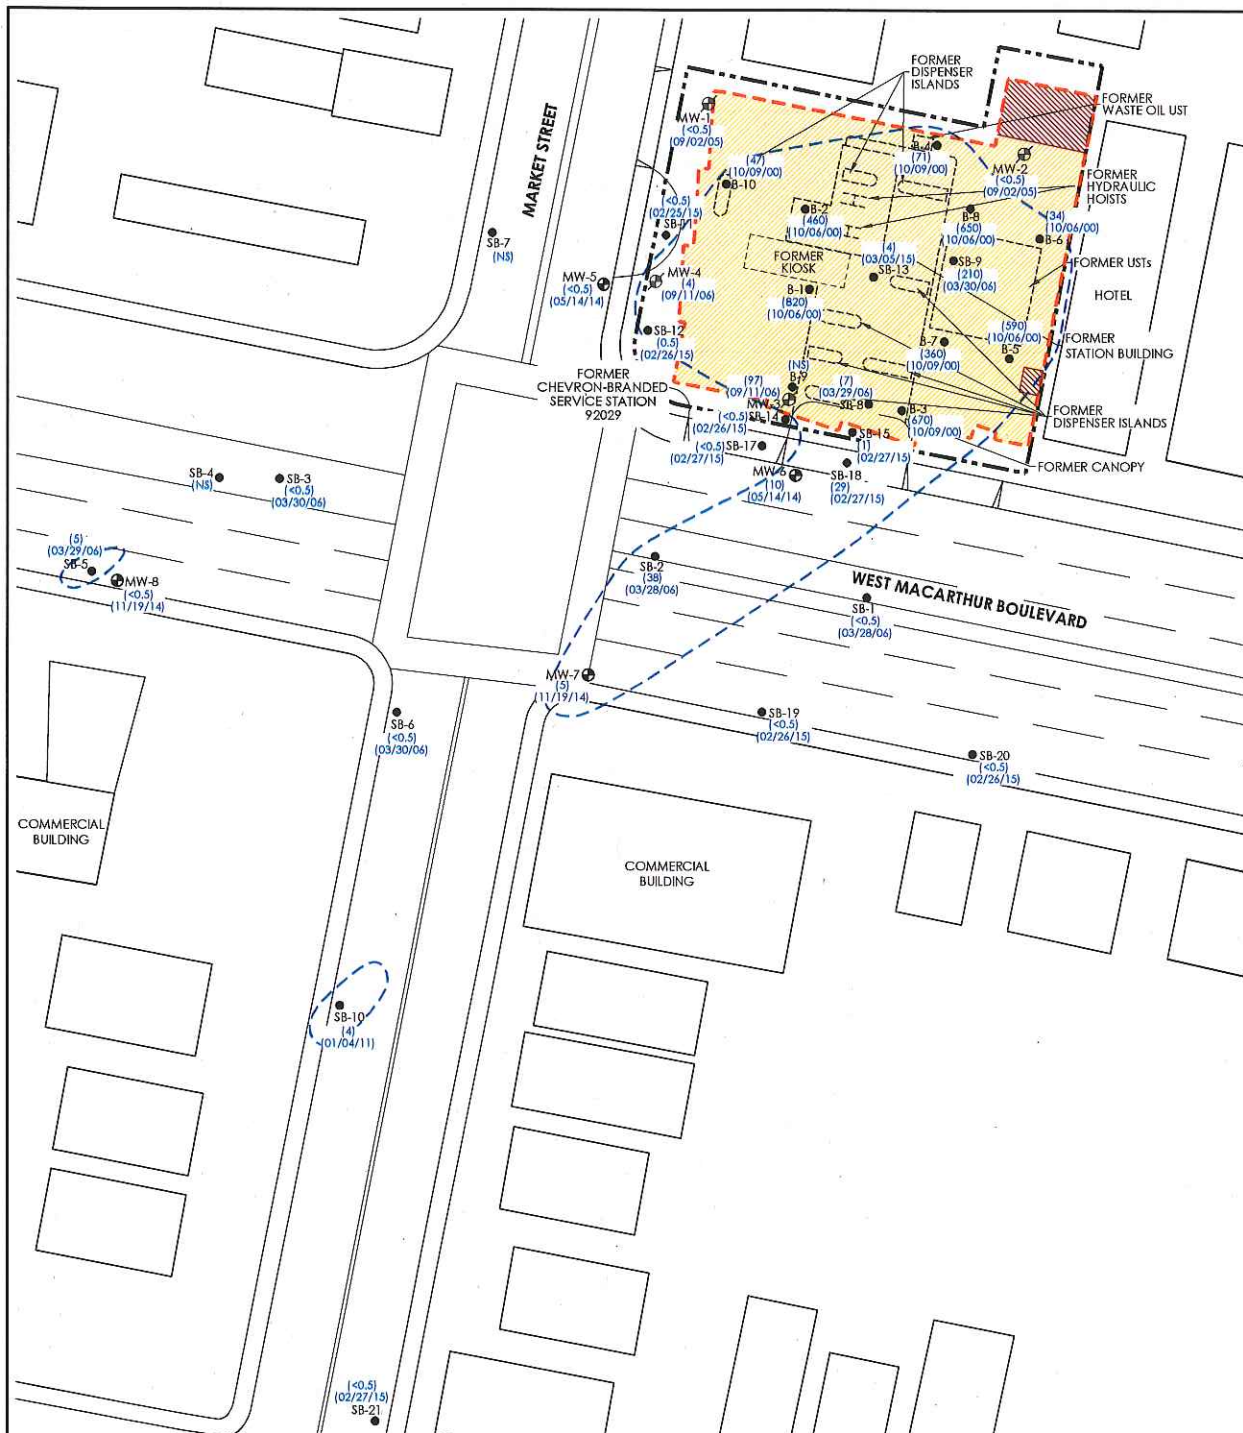 FORMER
DISPENSER
ISLANDS
FORMER
WASTE OIL UST
MARKET STREET
MW-1
(<0.5)
(09/02/05)
(47)
(10/09/00)
B-10
B-4
(71)
(10/09/00)
MW-2
(<0.5)
(09/02/05)
FORMER
HYDRAULIC
HOISTS
SB-7
(NS)
(<0.5)
(02/25/15)
SB-11
B-2
(460)
(10/06/00)
B-8
(650)
(10/06/00)
(34)
(10/06/00)
B-6
MW-5
(<0.5)
(05/14/14)
MW-4
(4)
(09/11/06)
FORMER
KIOSK
(4)
(03/05/15)
SB-13
SB-9
(210)
(03/30/06)
FORMER USTs
HOTEL
B-1
(820)
(10/06/00)
SB-12
(0.5)
(02/26/15)
B-7
(360)
(10/09/00)
(590)
(10/06/00)
B-5
FORMER
STATION BUILDING
FORMER
CHEVRON-BRANDED
SERVICE STATION
92029
(NS)
B-9
(97)
(09/11/06)
MW-3
(7)
(03/29/06)
SB-8
B-3
(670)
(10/09/00)
FORMER
DISPENSER ISLANDS
SB-14
(<0.5)
(02/26/15)
SB-15
(1)
(02/27/15)
(<0.5)
SB-17
(02/27/15)
SB-18
(29)
(02/27/15)
FORMER CANOPY
MW-6
(10)
(05/14/14)
SB-4
(NS)
SB-3
(<0.5)
(03/30/06)
(5)
(03/29/06)
SB-5
MW-8
(<0.5)
(11/19/14)
SB-2
(38)
(03/28/06)
WEST MACARTHUR BOULEVARD
SB-1
(<0.5)
(03/28/06)
MW-7
(5)
(11/19/14)
SB-6
(<0.5)
(03/30/06)
SB-19
(<0.5)
(02/26/15)
SB-20
(<0.5)
(02/26/15)
COMMERCIAL
BUILDING
COMMERCIAL
BUILDING
SB-10
(4)
(01/04/11)
(<0.5)
(02/27/15)
SB-21